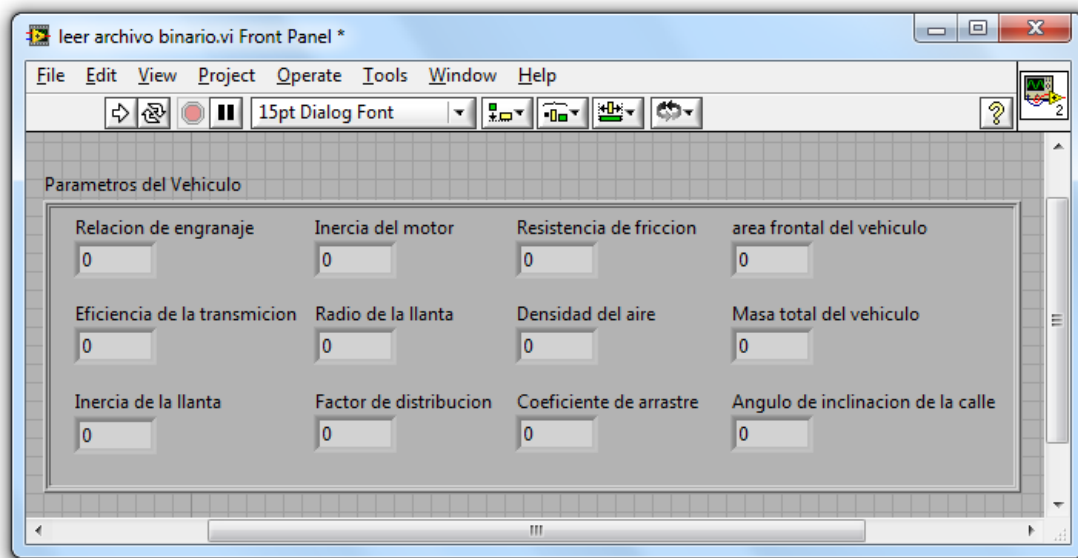 leer archivo binario.vi Front Panel *
File Edit View Project Operate Tools Window Help
15pt Dialog Font
2
Parametros del Vehiculo
Relacion de engranaje Inercia del motor Resistencia de friccion area frontal del vehiculo
0 0 0 0
Eficiencia de la transmicion Radio de la llanta Densidad del aire Masa total del vehiculo
0 0 0 0
Inercia de la llanta Factor de distribucion Coeficiente de arrastre Angulo de inclinacion de la calle
0 0 0 0